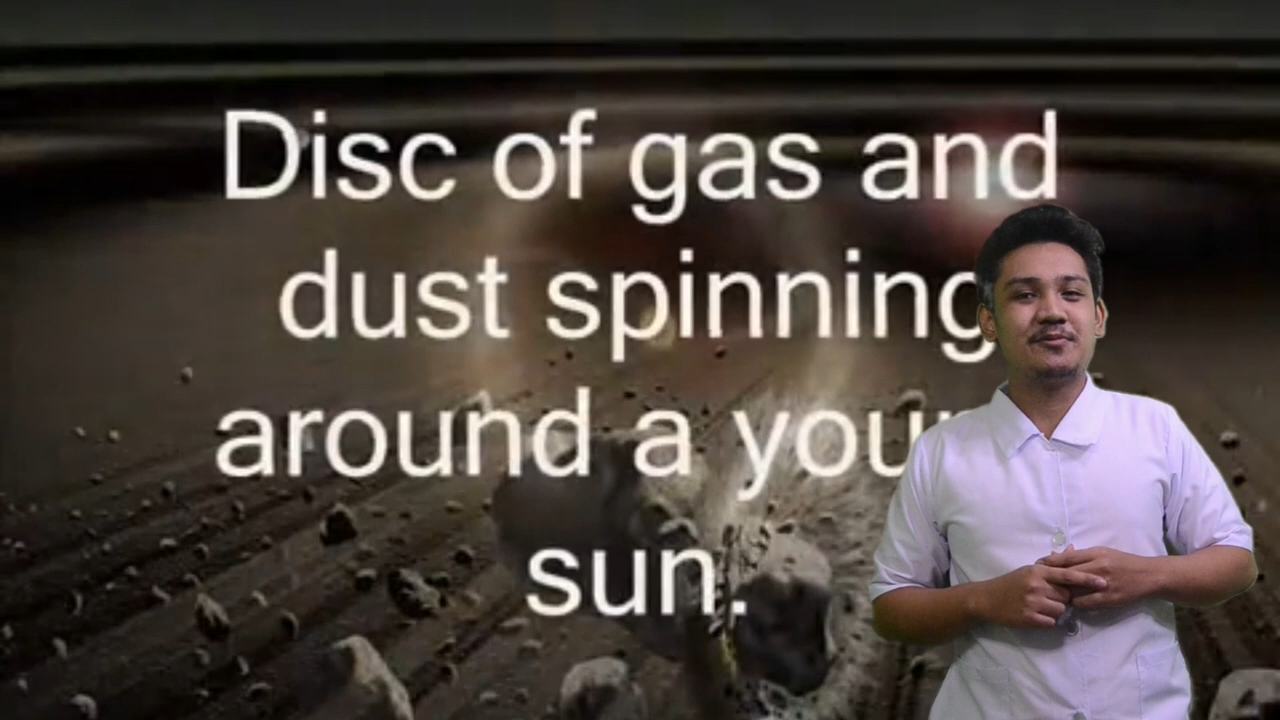 Disc of gas and
dust spinning
around a
sun.